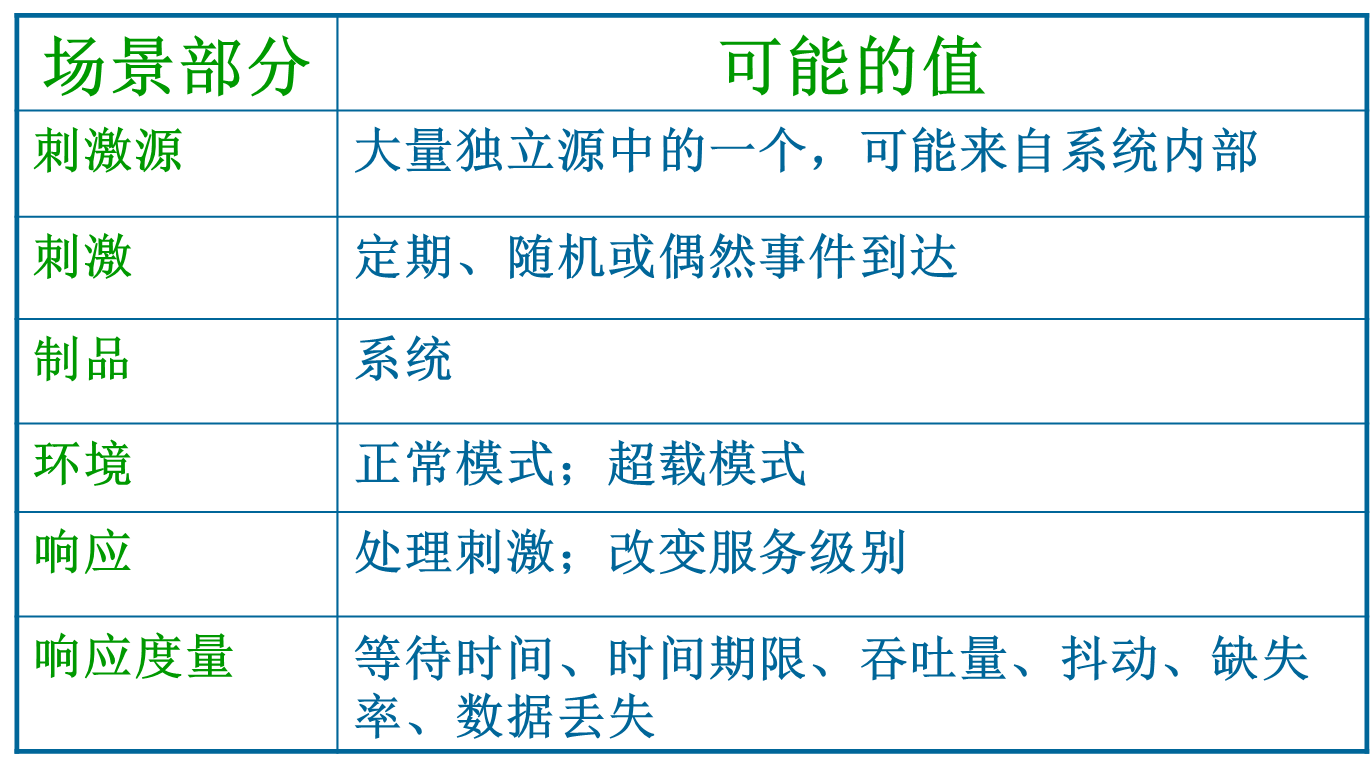 场景部分 可能的值
刺激源 大量独立源中的一个，可能来自系统内部
刺激 定期、随机或偶然事件到达
制品 系统
环境 正常模式；超载模式
响应 处理刺激；改变服务级别
响应度量 等待时间、时间期限、吞吐量、抖动、缺失
率、数据丢失